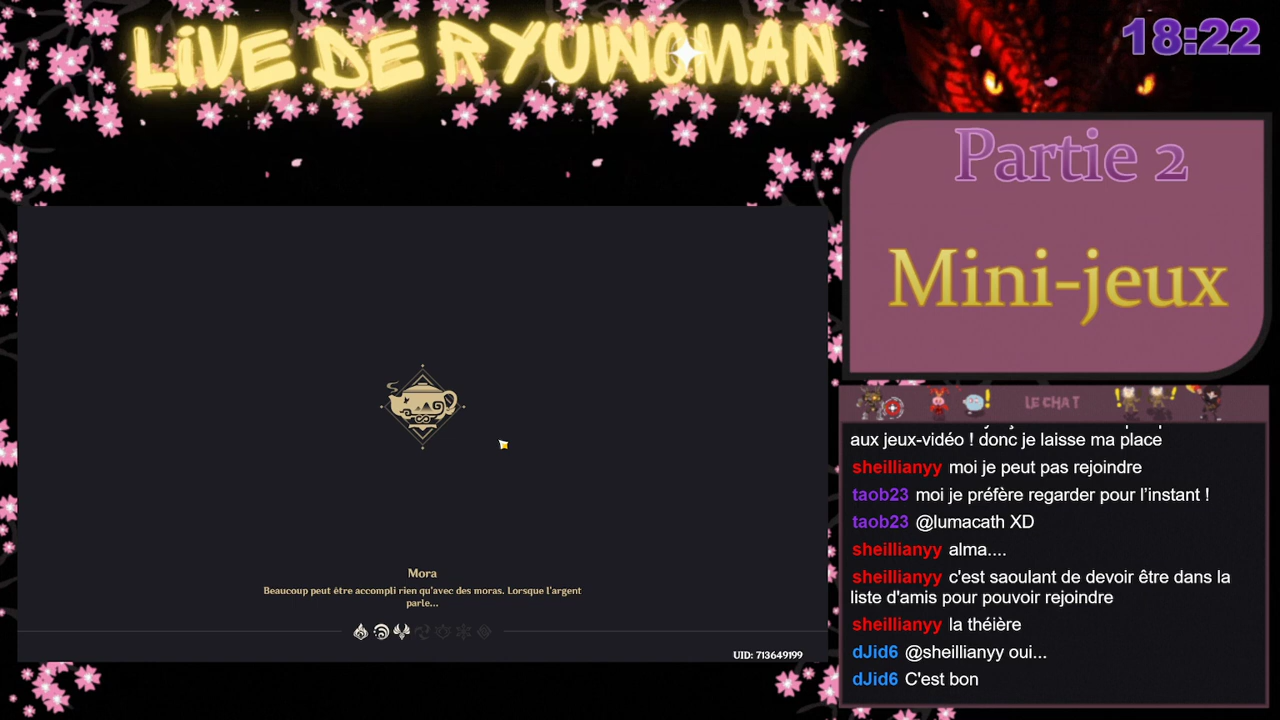 LIVE DE RYUWOMAN
18:22
Partie 2
Mini-jeux
LE CHAT
aux jeux-vidéo ! donc je laisse ma place
sheillianyy moi je peut pas rejoindre
taob23 moi je préfère regarder pour l'instant !
taob23 @lumacath XD
sheillianyy alma....
sheillianyy c'est saoulant de devoir être dans la
liste d'amis pour pouvoir rejoindre
sheillianyy la théière
dJid6 @sheillianyy oui...
dJid6 C'est bon
Mora
Beaucoup peut être accompli rien qu'avec des moras. Lorsque l'argent
parle...
UID: 713649199